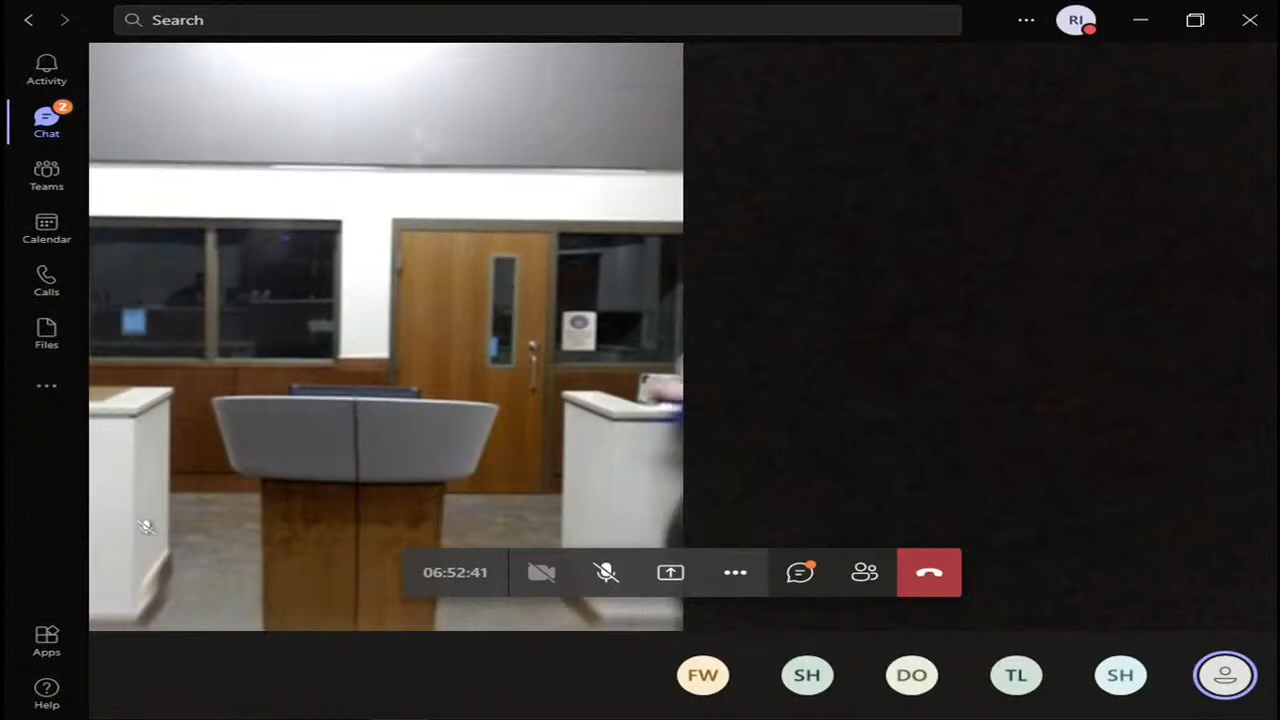 Search
RI
Activity
2
Chat
Teams
Calendar
Calls
Files
06:52:41
FW
SH
DO
TL
SH
Apps
Help